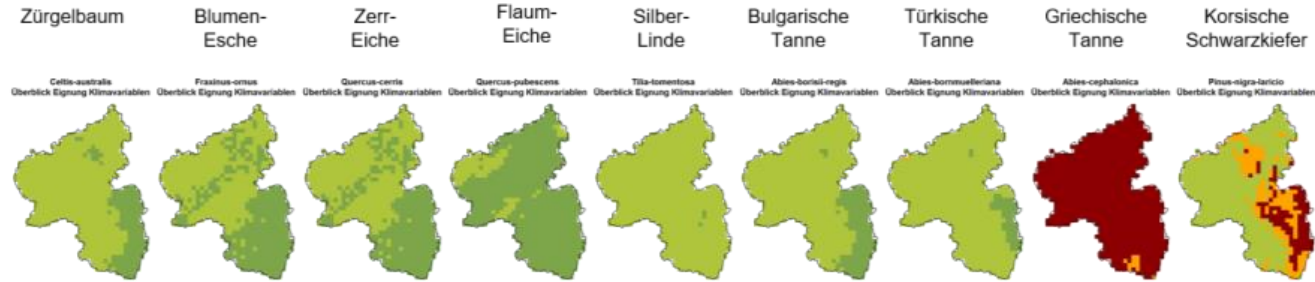 Zürgelbaum
Blumen-
Esche
Zerr-
Eiche
Flaum-
Eiche
Silber-
Linde
Bulgarische
Tanne
Türkische
Tanne
Griechische
Tanne
Korsische
Schwarzkiefer
Celtis-australis
Überblick Eignung Klimavariablen
Fraxinus-ornus
Überblick Eignung Klimavariablen
Quercus-cerris
Überblick Eignung Klimavariablen
Quercus-pubescens
Überblick Eignung Klimavariablen
Tilia-tomentosa
Überblick Eignung Klimavariablen
Abies-borisii-regis
Überblick Eignung Klimavariablen
Abies-bornmuelleriana
Überblick Eignung Klimavariablen
Abies-cephalonica
Überblick Eignung Klimavariablen
Pinus-nigra-laricio
Überblick Eignung Klimavariablen